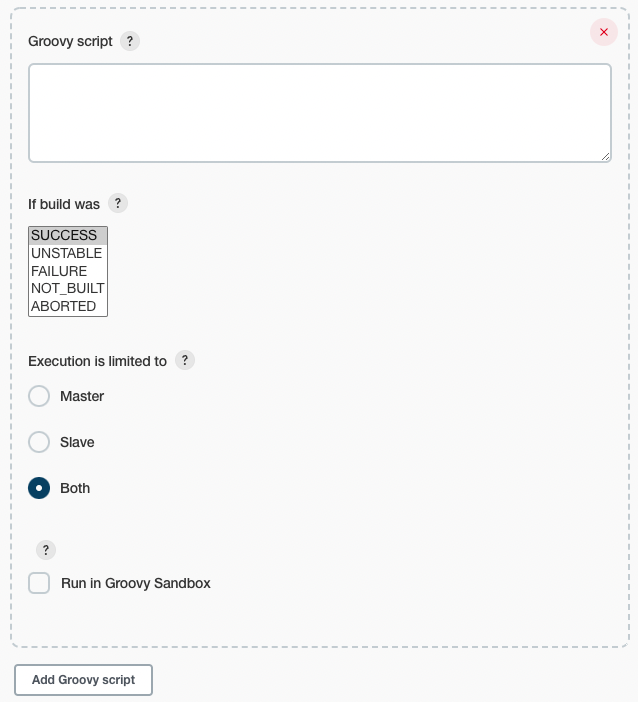 Groovy script ?
If build was ?
SUCCESS
UNSTABLE
FAILURE
NOT_BUILT
ABORTED
Execution is limited to ?
Master
Slave
Both
?
Run in Groovy Sandbox
Add Groovy script